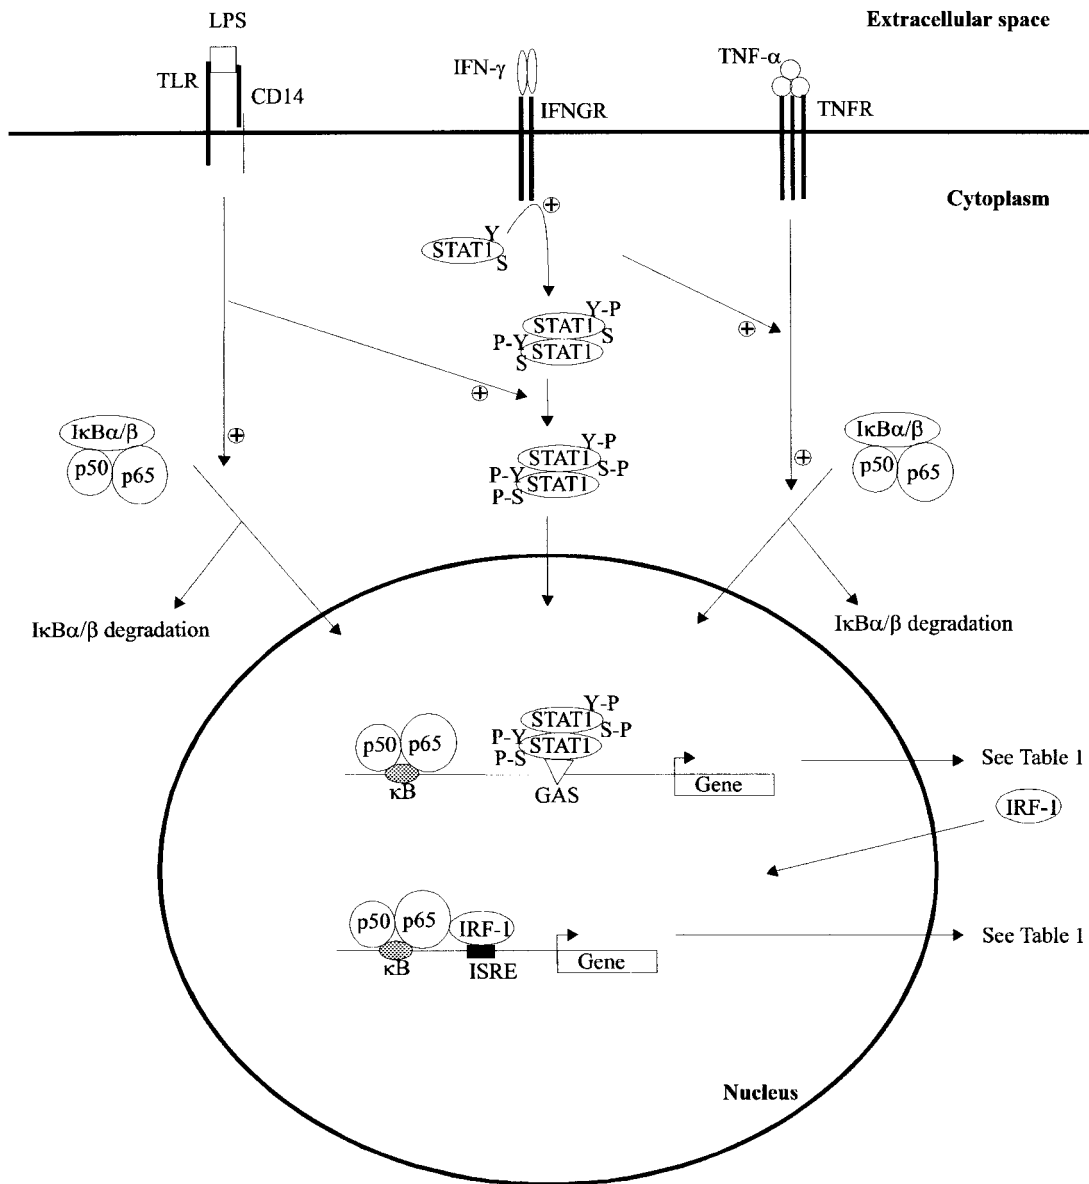 Extracellular space
LPS
TLR
CD14
IFN-γ
IFNGR
TNF-α
TNFR
Cytoplasm
Y
STAT1
S
Y-P
STAT1
S
P-Y
STAT1
S
IκBα/β
p50
p65
Y-P
STAT1
S-P
P-Y
STAT1
P-S
IκBα/β
p50
p65
IκBα/β degradation
IκBα/β degradation
p50
p65
κB
Y-P
STAT1
S-P
P-Y
STAT1
P-S
GAS
Gene
See Table 1
IRF-1
p50
p65
IRF-1
κB
ISRE
Gene
See Table 1
Nucleus